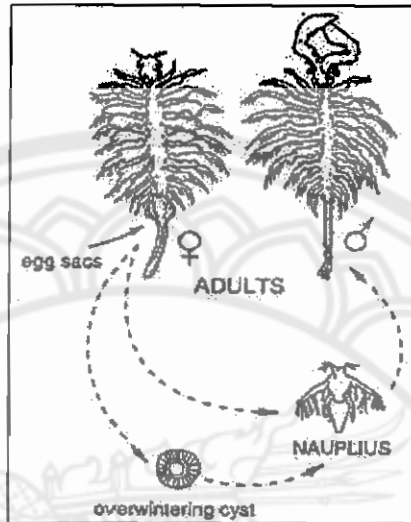 egg sacs
♀
♂
ADULTS
NAUPLIUS
overwintering cyst